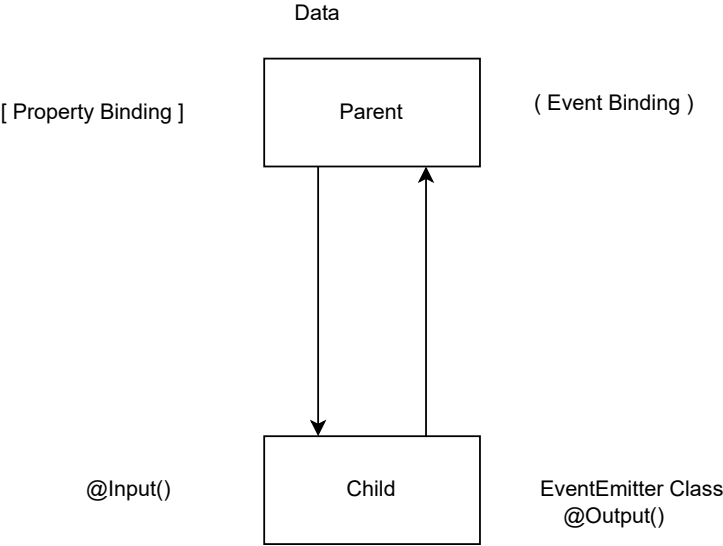 Data
[ Property Binding ]
Parent
( Event Binding )
@Input()
Child
EventEmitter Class
@Output()